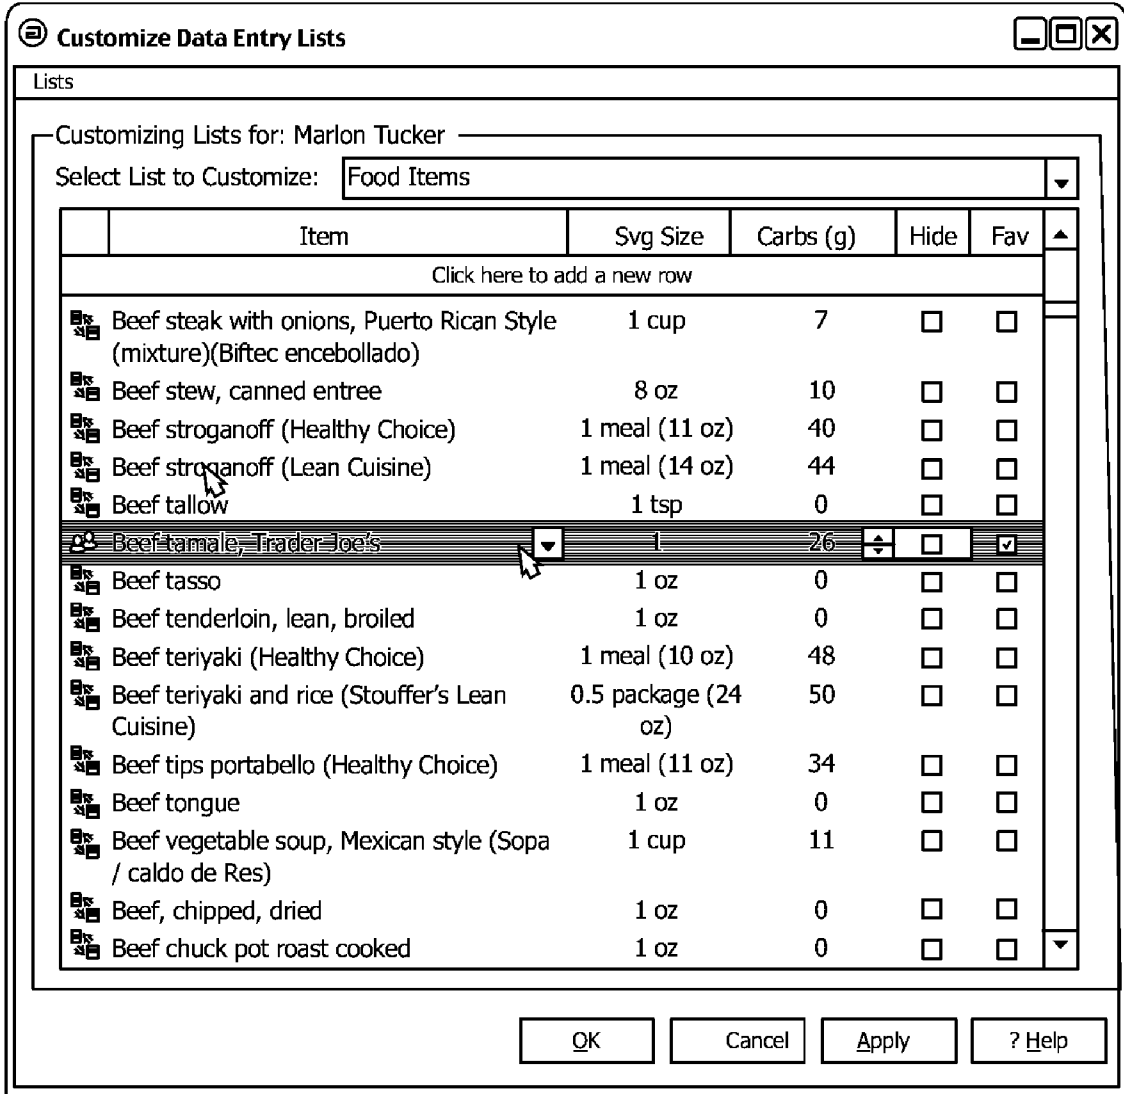 Customize Data Entry Lists
Lists
Customizing Lists for: Marlon Tucker
Select List to Customize: Food Items
Item Svg Size Carbs (g) Hide Fav
Click here to add a new row
Beef steak with onions, Puerto Rican Style 1 cup 7
(mixture)(Biftec encebollado)
Beef stew, canned entree 8 oz 10
Beef stroganoff (Healthy Choice) 1 meal (11 oz) 40
Beef stroganoff (Lean Cuisine) 1 meal (14 oz) 44
Beef tallow 1 tsp 0
Beef tamale, Trader Joe's 1 26
Beef tasso 1 oz 0
Beef tenderloin, lean, broiled 1 oz 0
Beef teriyaki (Healthy Choice) 1 meal (10 oz) 48
Beef teriyaki and rice (Stouffer's Lean 0.5 package (24 50
Cuisine) oz)
Beef tips portabello (Healthy Choice) 1 meal (11 oz) 34
Beef tongue 1 oz 0
Beef vegetable soup, Mexican style (Sopa 1 cup 11
/ caldo de Res)
Beef, chipped, dried 1 oz 0
Beef chuck pot roast cooked 1 oz 0
OK Cancel Apply ? Help